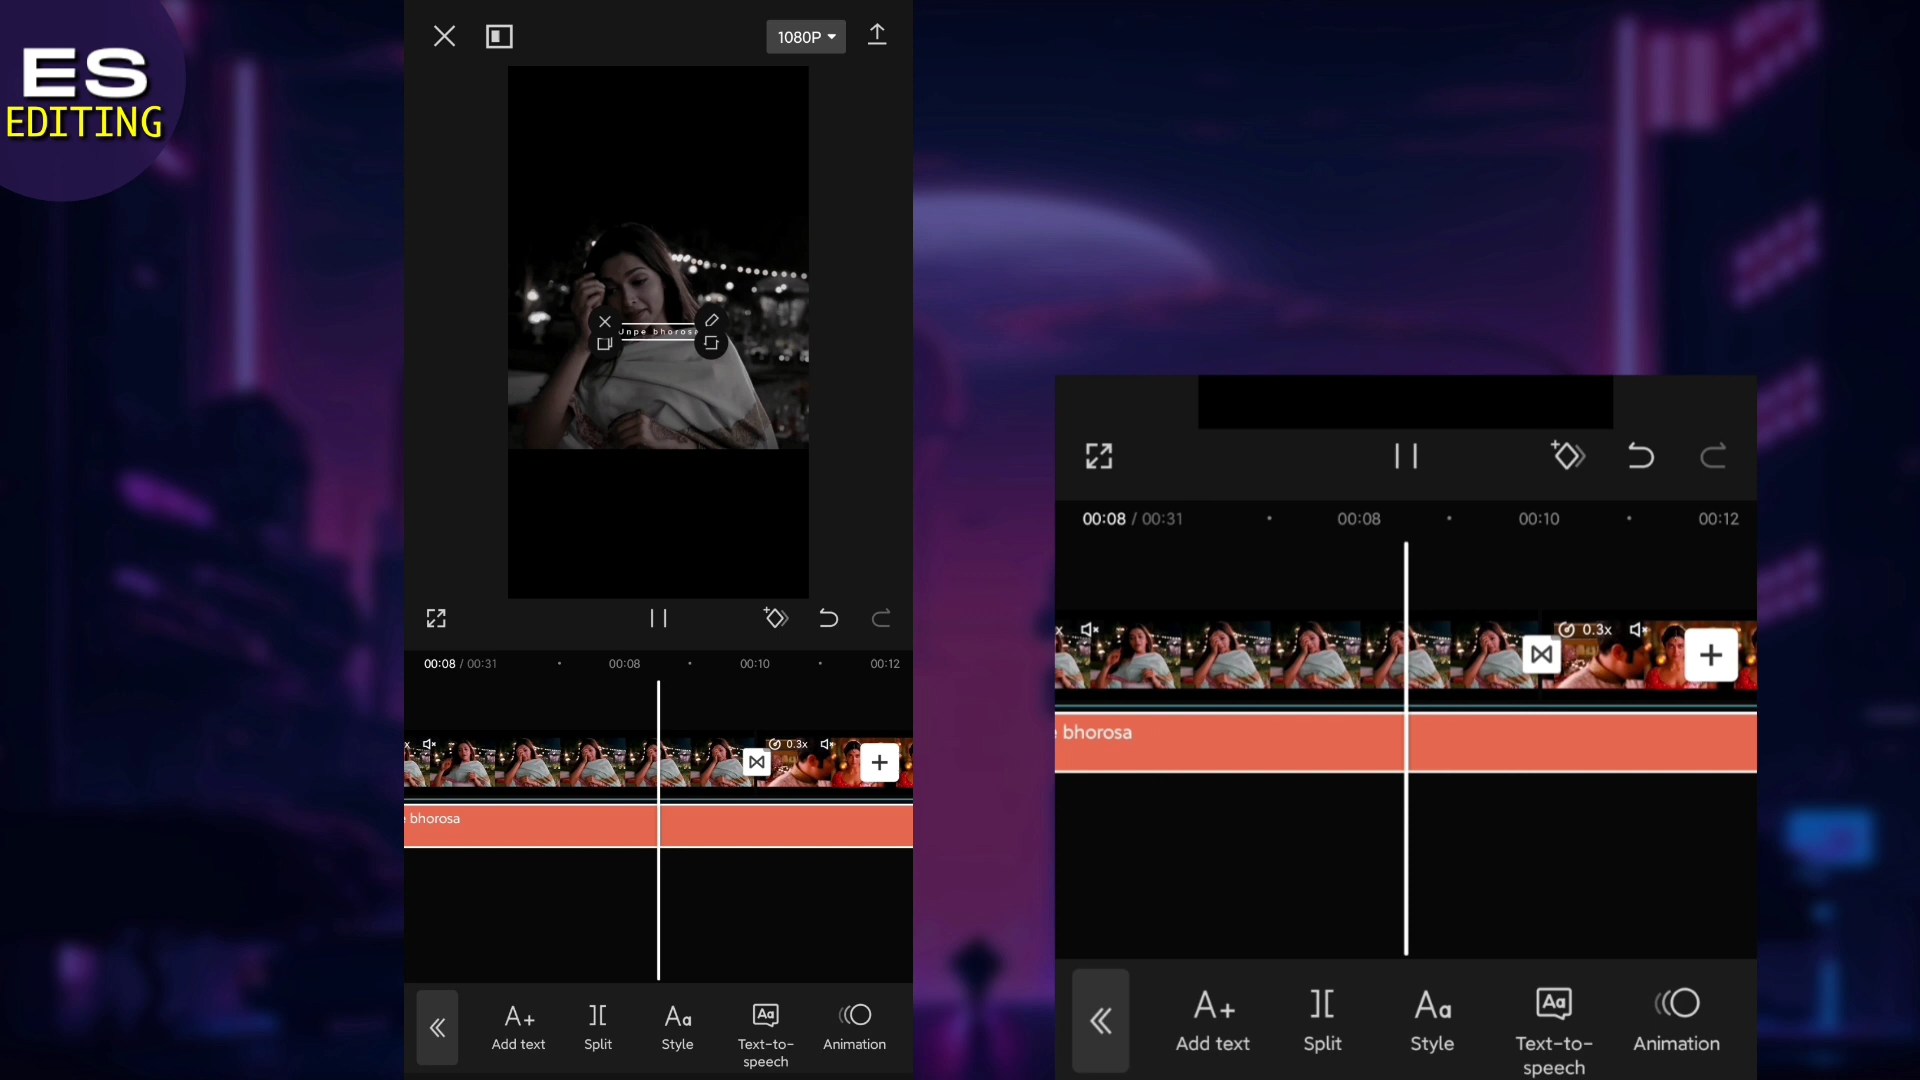 ES
EDITING
1080P
Unpe bhorosa
00:08 / 00:31
00:08
00:10
00:12
x
0.3x
bhorosa
Add text
Split
Style
Text-to-
speech
Animation
00:08 / 00:31
00:08
00:10
00:12
x
0.3x
bhorosa
Add text
Split
Style
Text-to-
speech
Animation